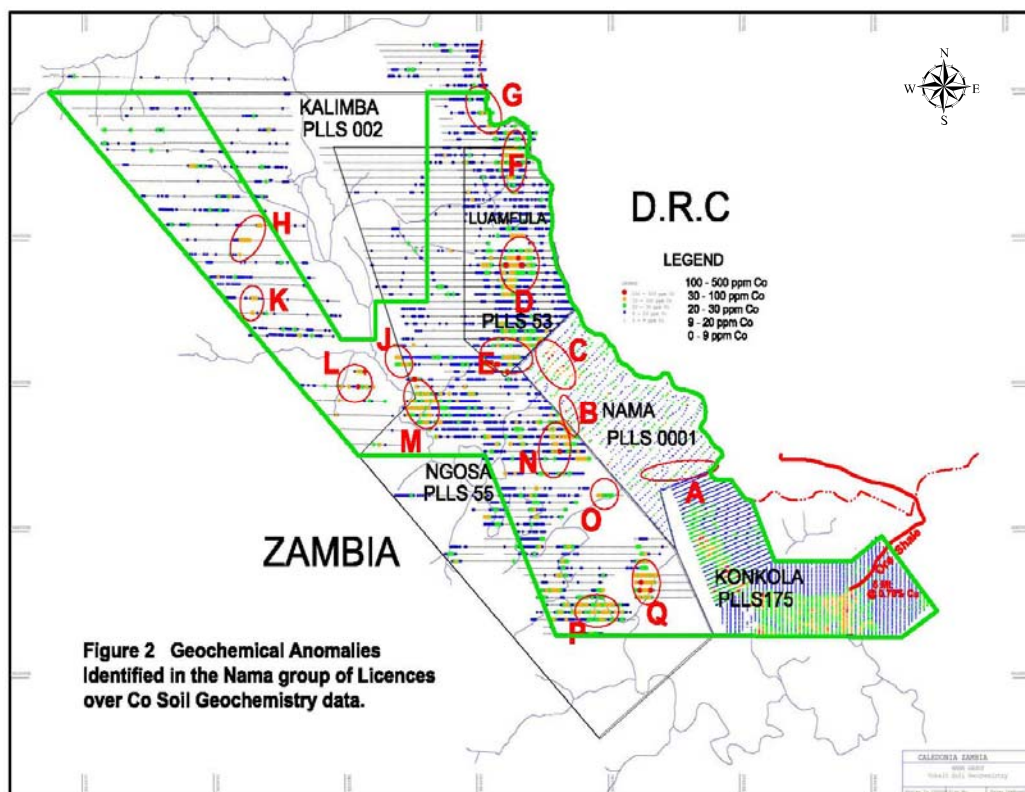 N
W E
S
G
KALIMBA
PLLS 002
F
D.R.C
LUAMFULA
H
LEGEND
100 - 500 ppm Co
30 - 100 ppm Co
20 - 30 ppm Co
9 - 20 ppm Co
0 - 9 ppm Co
K
D
PLLS 53
J
E
C
L
B
NAMA
PLLS 0001
M
N
A
NGOSA
PLLS 55
O
ZAMBIA
Ore Shale
KONKOLA
PLLS175
Q
P
Figure 2 Geochemical Anomalies
Identified in the Nama group of Licences
over Co Soil Geochemistry data.
CALEDONIA ZAMBIA